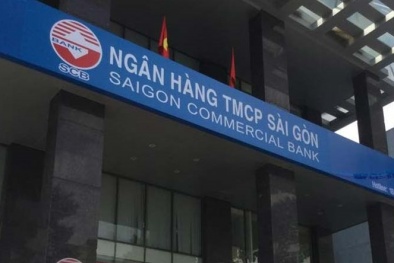 BANK
SCB
NGÂN HÀNG TMCP SÀI GÒN
SAIGON COMMERCIAL BANK